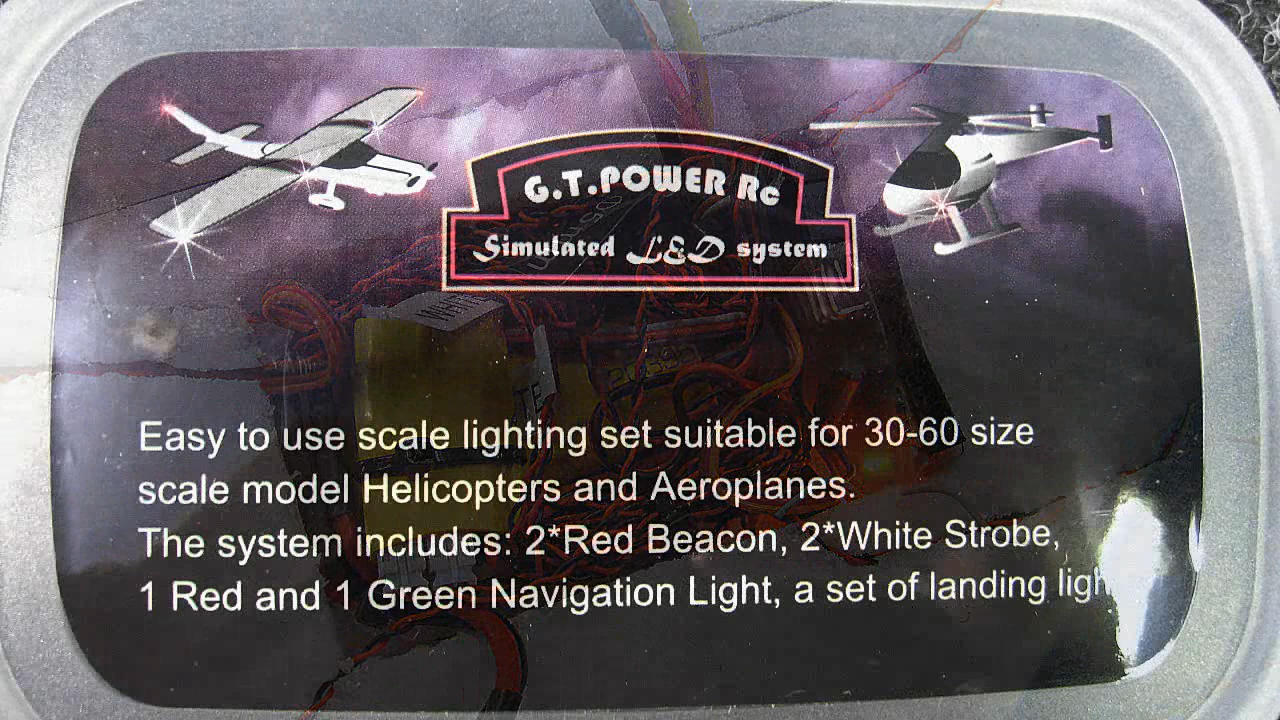 G.T.POWER Rc
Simulated LED system
Easy to use scale lighting set suitable for 30-60 size
scale model Helicopters and Aeroplanes.
The system includes: 2*Red Beacon, 2*White Strobe,
1 Red and 1 Green Navigation Light, a set of landing ligh